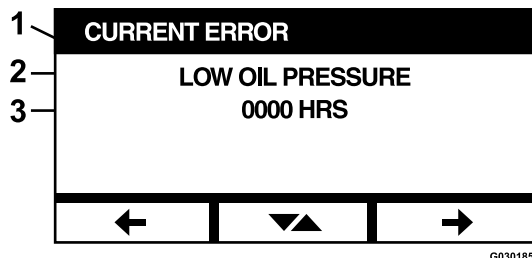 1
CURRENT ERROR
2
LOW OIL PRESSURE
3
0000 HRS
G030185